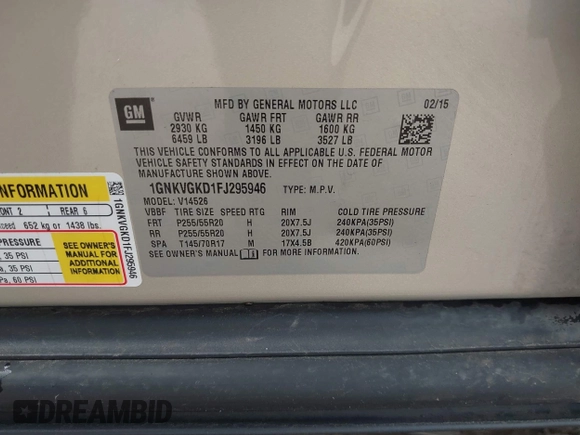 GM
MFD BY GENERAL MOTORS LLC 02/15
GVWR GAWR FRT GAWR RR
2930 KG 1450 KG 1600 KG
6459 LB 3196 LB 3527 LB
THIS VEHICLE CONFORMS TO ALL APPLICABLE U.S. FEDERAL MOTOR
VEHICLE SAFETY STANDARDS IN EFFECT ON THE DATE OF
MANUFACTURE SHOWN ABOVE.
1GNKVGKD1FJ295946 TYPE: M.P.V.
MODEL: V14526
VBBF TIRE SIZE SPEED RTG RIM COLD TIRE PRESSURE
FRT P255/55R20 H 20X7.5J 240KPA(35PSI)
RR P255/55R20 H 20X7.5J 240KPA(35PSI)
SPA T145/70R17 M 17X4.5B 420KPA(60PSI)
SEE OWNER'S MANUAL FOR MORE INFORMATION.
INFORMATION
NT 2 REAR 6
652 kg or 1438 lbs.
PRESSURE
, 35 PSI
a, 35 PSI
Pa, 60 PSI
SEE OWNER'S
MANUAL FOR
ADDITIONAL
INFORMATION
1GNKVGKD1FJ295946
DREAMBID